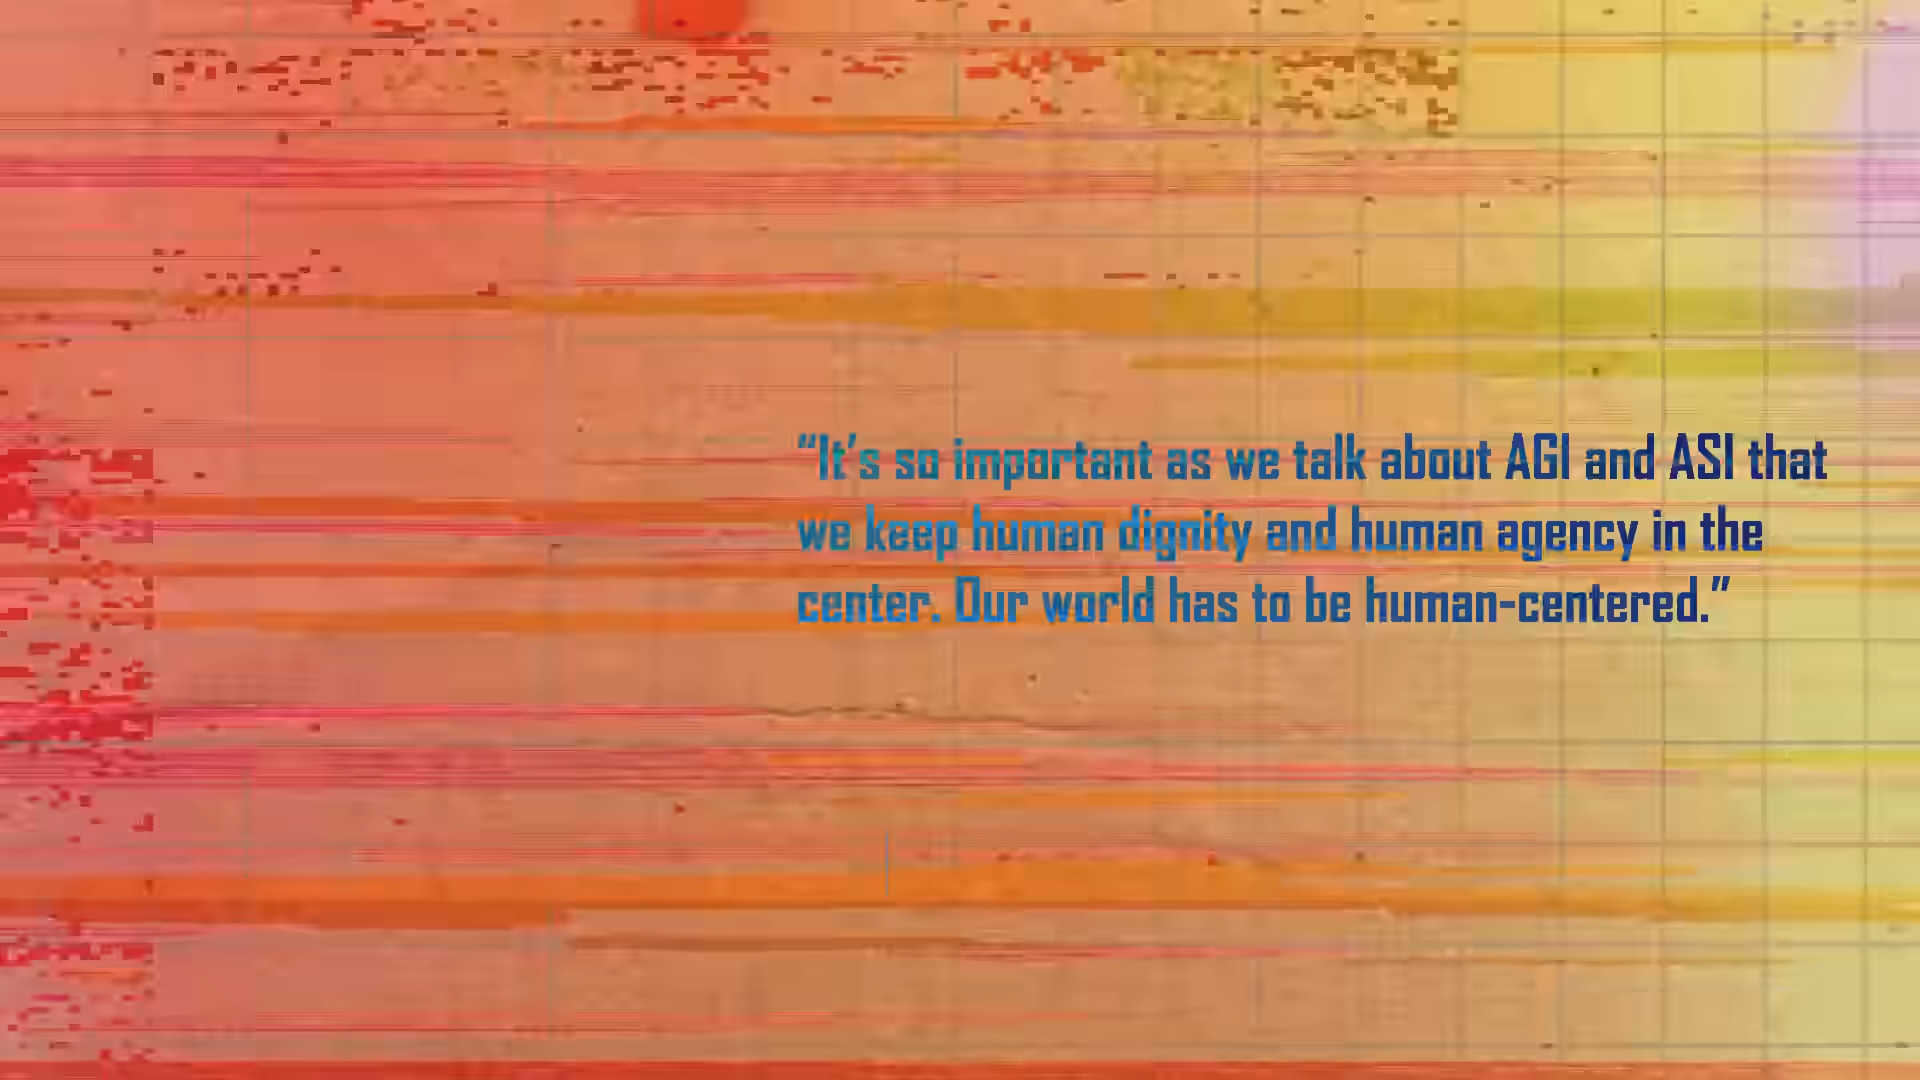 “It’s so important as we talk about AGI and ASI that
we keep human dignity and human agency in the
center. Our world has to be human-centered.”